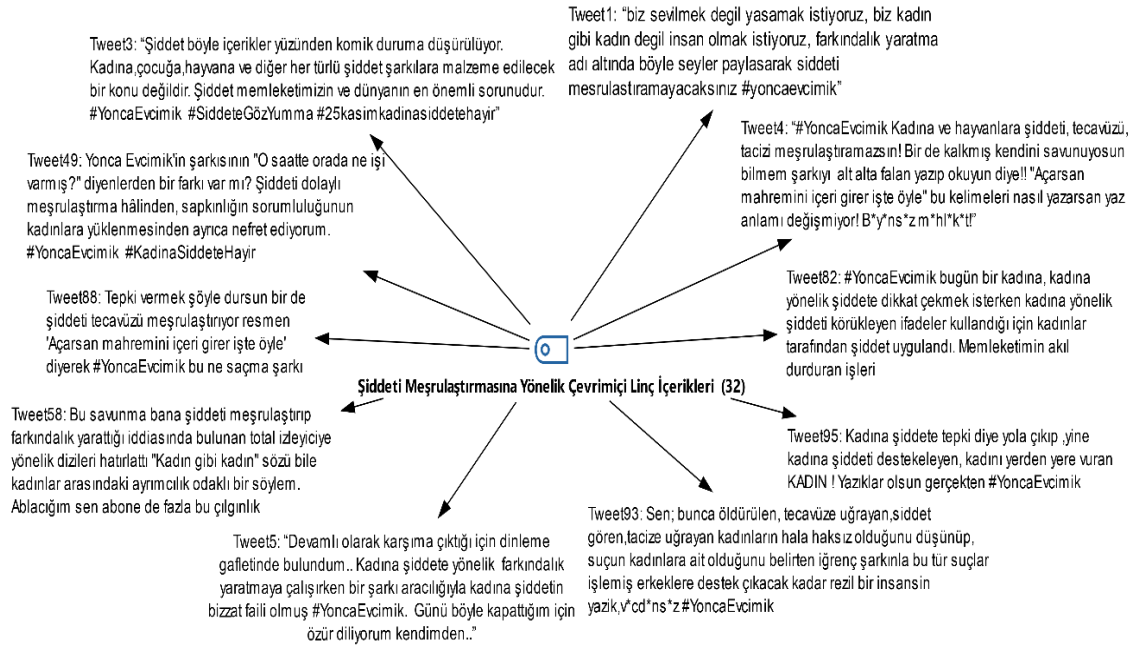 Tweet1: “biz sevilmek degil yasamak istiyoruz, biz kadın
gibi kadın degil insan olmak istiyoruz, farkındalık yaratma
adı altında böyle seyler paylasarak siddeti
mesrulastıramayacaksınız #yoncaevcimik”
Tweet3: “Şiddet böyle içerikler yüzünden komik duruma düşürülüyor.
Kadına,çocuğa,hayvana ve diğer her türlü şiddet şarkılara malzeme edilecek
bir konu değildir. Şiddet memleketimizin ve dünyanın en önemli sorunudur.
#YoncaEvcimik #SiddeteGözYumma #25kasimkadinasiddetehayir”
Tweet4: “#YoncaEvcimik Kadına ve hayvanlara şiddeti, tecavüzü,
tacizi meşrulaştıramazsın! Bir de kalkmış kendini savunuyosun
bilmem şarkıyı alt alta falan yazıp okuyun diye!! "Açarsan
mahremini içeri girer işte öyle" bu kelimeleri nasıl yazarsan yaz
anlamı değişmiyor! B*y*ns*z m*hl*k*t!”
Tweet49: Yonca Evcimik'in şarkısının "O saatte orada ne işi
varmış?" diyenlerden bir farkı var mı? Şiddeti dolaylı
meşrulaştırma hâlinden, sapkınlığın sorumluluğunun
kadınlara yüklenmesinden ayrıca nefret ediyorum.
#YoncaEvcimik #KadinaSiddeteHayir
Tweet82: #YoncaEvcimik bugün bir kadına, kadına
yönelik şiddete dikkat çekmek isterken kadına yönelik
şiddeti körükleyen ifadeler kullandığı için kadınlar
tarafından şiddet uygulandı. Memleketimin akıl
durduran işleri
Tweet88: Tepki vermek şöyle dursun bir de
şiddeti tecavüzü meşrulaştırıyor resmen
'Açarsan mahremini içeri girer işte öyle'
diyerek #YoncaEvcimik bu ne saçma şarkı
Şiddeti Meşrulaştırmasına Yönelik Çevrimiçi Linç İçerikleri (32)
Tweet58: Bu savunma bana şiddeti meşrulaştırıp
farkındalık yarattığı iddiasında bulunan total izleyiciye
yönelik dizileri hatırlattı "Kadın gibi kadın" sözü bile
kadınlar arasındaki ayrımcılık odaklı bir söylem.
Ablacığım sen abone de fazla bu çılgınlık
Tweet95: Kadına şiddete tepki diye yola çıkıp ,yine
kadına şiddeti destekeleyen, kadını yerden yere vuran
KADIN ! Yazıklar olsun gerçekten #YoncaEvcimik
Tweet93: Sen; bunca öldürülen, tecavüze uğrayan,siddet
gören,tacize uğrayan kadınların hala haksız olduğunu düşünüp,
suçun kadınlara ait olduğunu belirten iğrenç şarkınla bu tür suçlar
işlemiş erkeklere destek çıkacak kadar rezil bir insansin
yazik,v*cd*ns*z #YoncaEvcimik
Tweet5: “Devamlı olarak karşıma çıktığı için dinleme
gafletinde bulundum.. Kadına şiddete yönelik farkındalık
yaratmaya çalışırken bir şarkı aracılığıyla kadına şiddetin
bizzat faili olmuş #YoncaEvcimik. Günü böyle kapattığım için
özür diliyorum kendimden..”